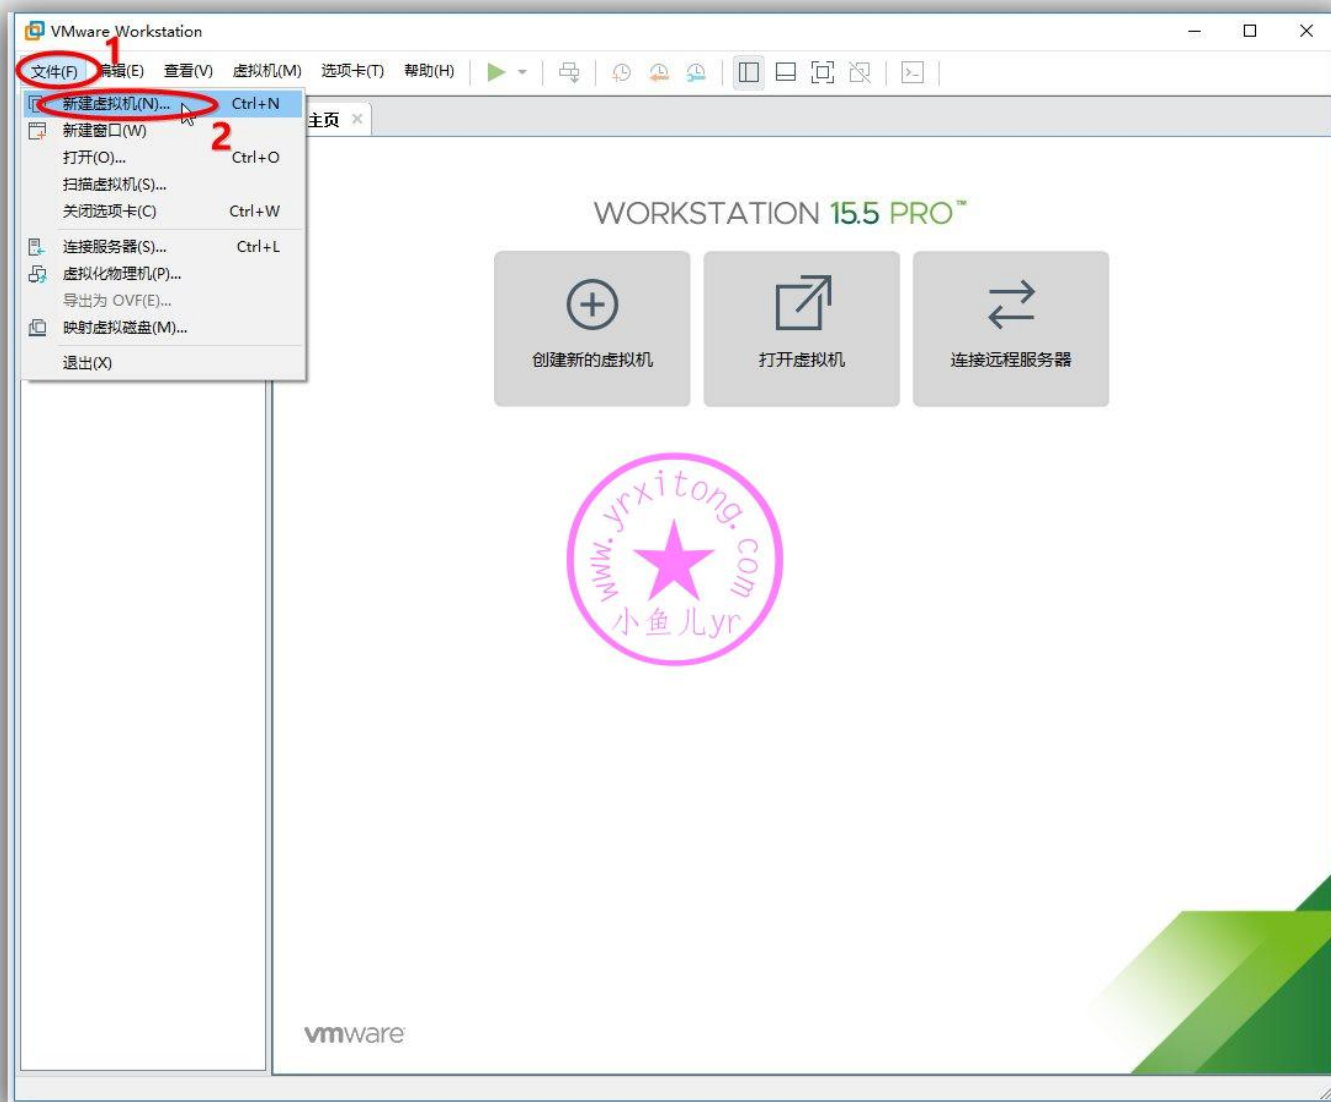 VMware Workstation
1
文件(F) 编辑(E) 查看(V) 虚拟机(M) 选项卡(T) 帮助(H)
新建虚拟机(N)... Ctrl+N
2
新建窗口(W)
打开(O)... Ctrl+O
扫描虚拟机(S)...
关闭选项卡(C) Ctrl+W
连接服务器(S)... Ctrl+L
虚拟化物理机(P)...
导出为 OVF(E)...
映射虚拟磁盘(M)...
退出(X)
主页
WORKSTATION 15.5 PRO™
创建新的虚拟机
打开虚拟机
连接远程服务器
www.yrxitong.com
小鱼儿yr
vmware